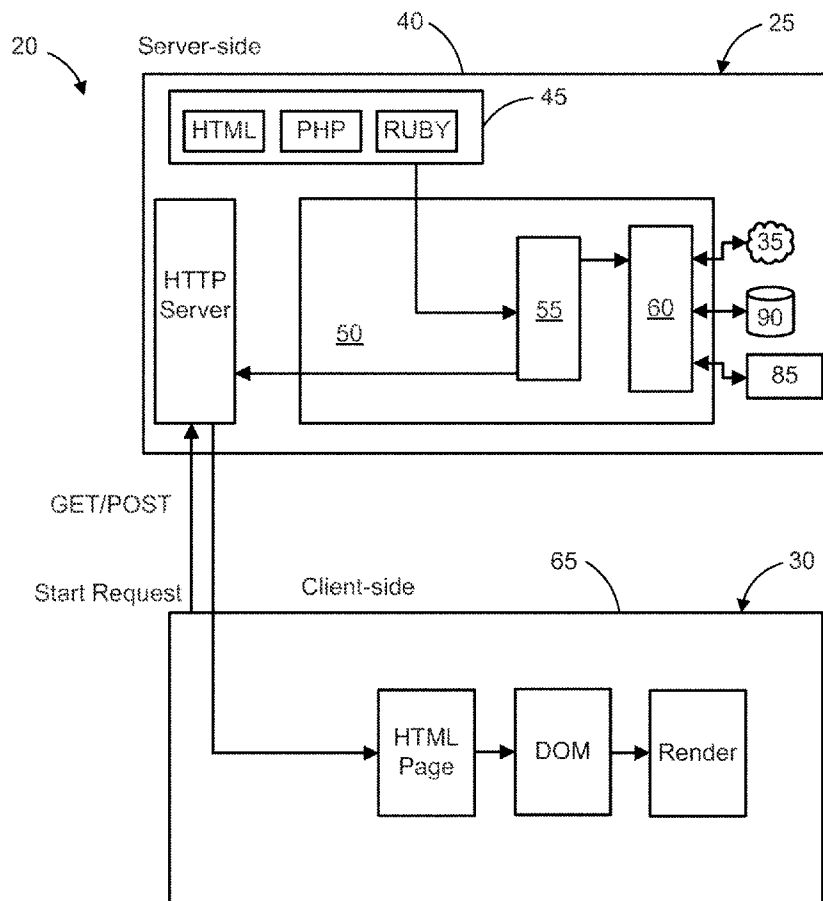 20
Server-side
40
25
45
HTML
PHP
RUBY
HTTP
Server
50
55
60
35
90
85
GET/POST
Start Request
Client-side
65
30
HTML
Page
DOM
Render